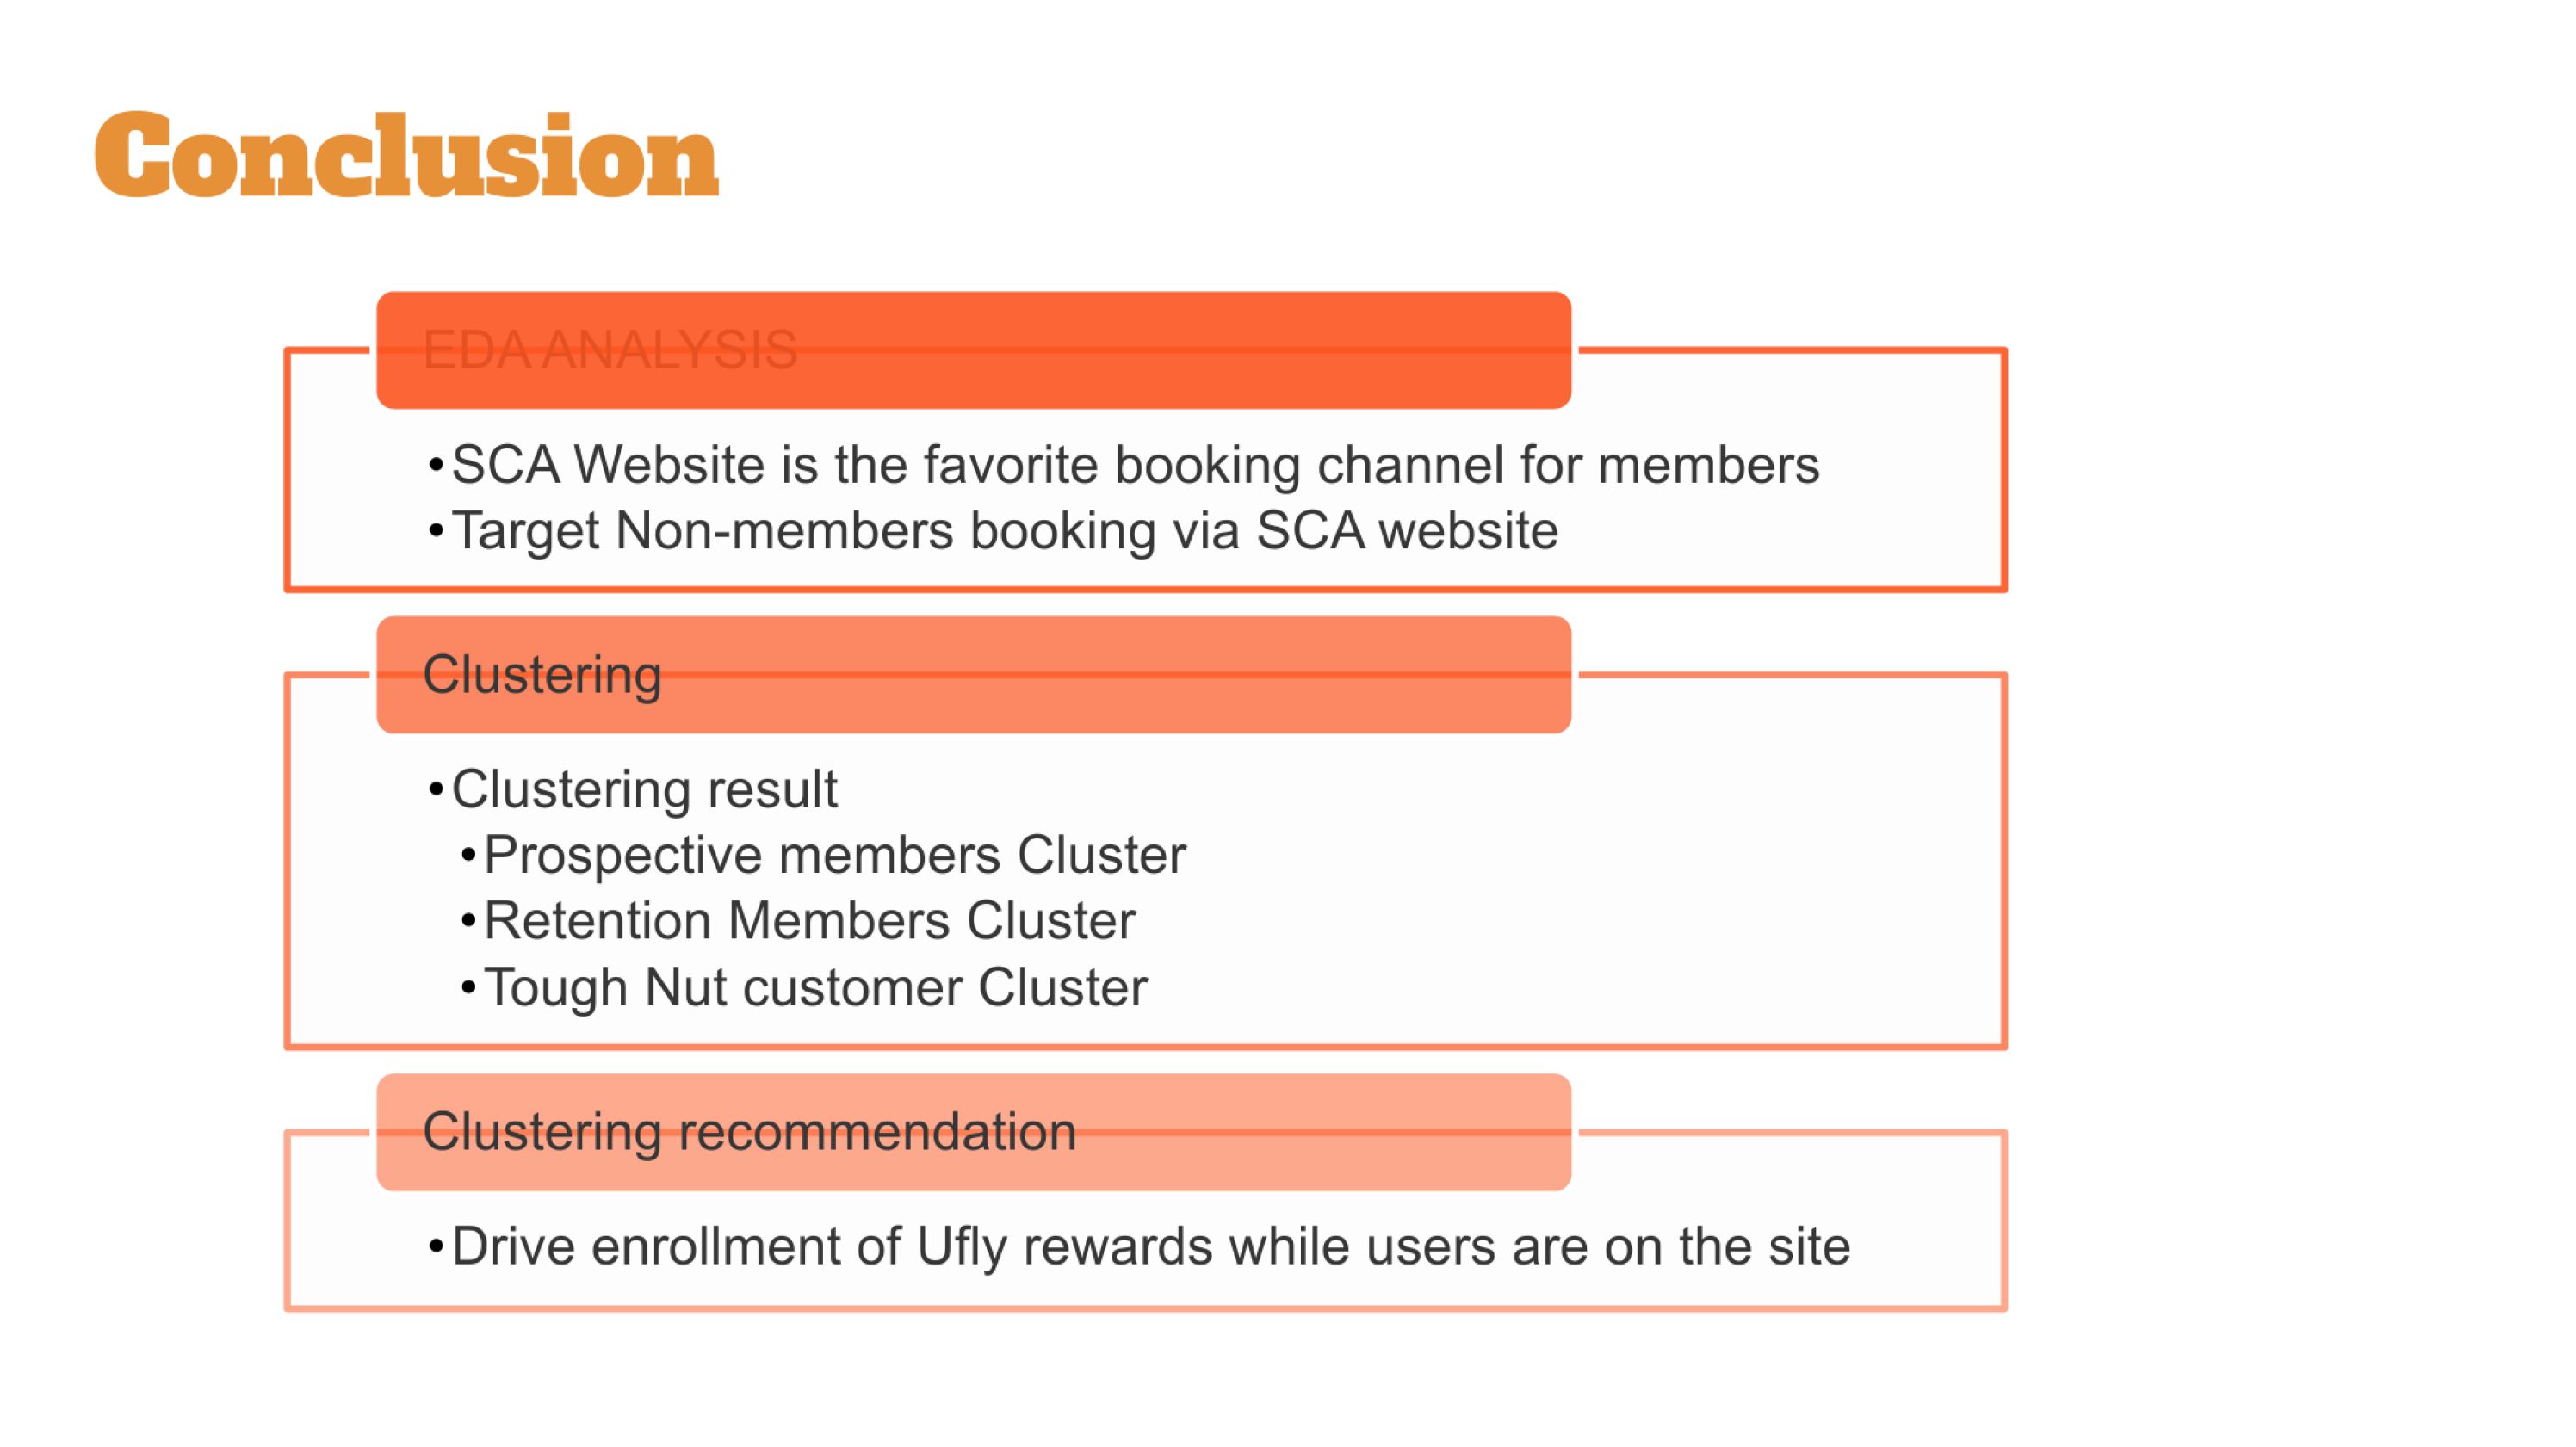 Conclusion
EDA ANALYSIS
•SCA Website is the favorite booking channel for members
•Target Non-members booking via SCA website
Clustering
•Clustering result
•Prospective members Cluster
•Retention Members Cluster
•Tough Nut customer Cluster
Clustering recommendation
•Drive enrollment of Ufly rewards while users are on the site